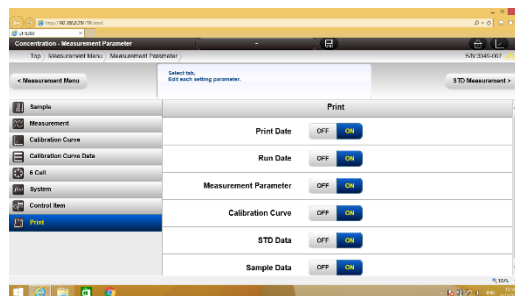 Concentration - Measurement Parameter
-
Top Measurement Menu Measurement Parameter
S/N:3049-007
< Measurement Menu
Select tab,
Edit each setting parameter.
STD Measurement >
Sample
Measurement
Calibration Curve
Calibration Curve Data
6 Cell
System
Control Item
Print
Print
Print Date OFF ON
Run Date OFF ON
Measurement Parameter OFF ON
Calibration Curve OFF ON
STD Data OFF ON
Sample Data OFF ON